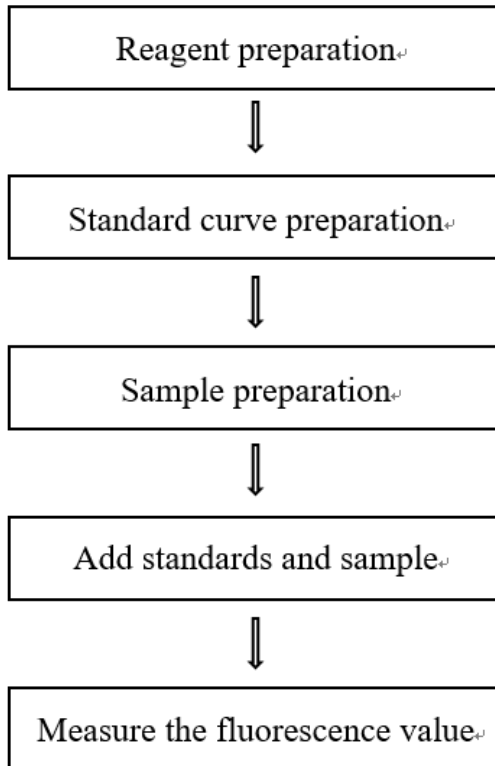 Reagent preparation
Standard curve preparation
Sample preparation
Add standards and sample
Measure the fluorescence value